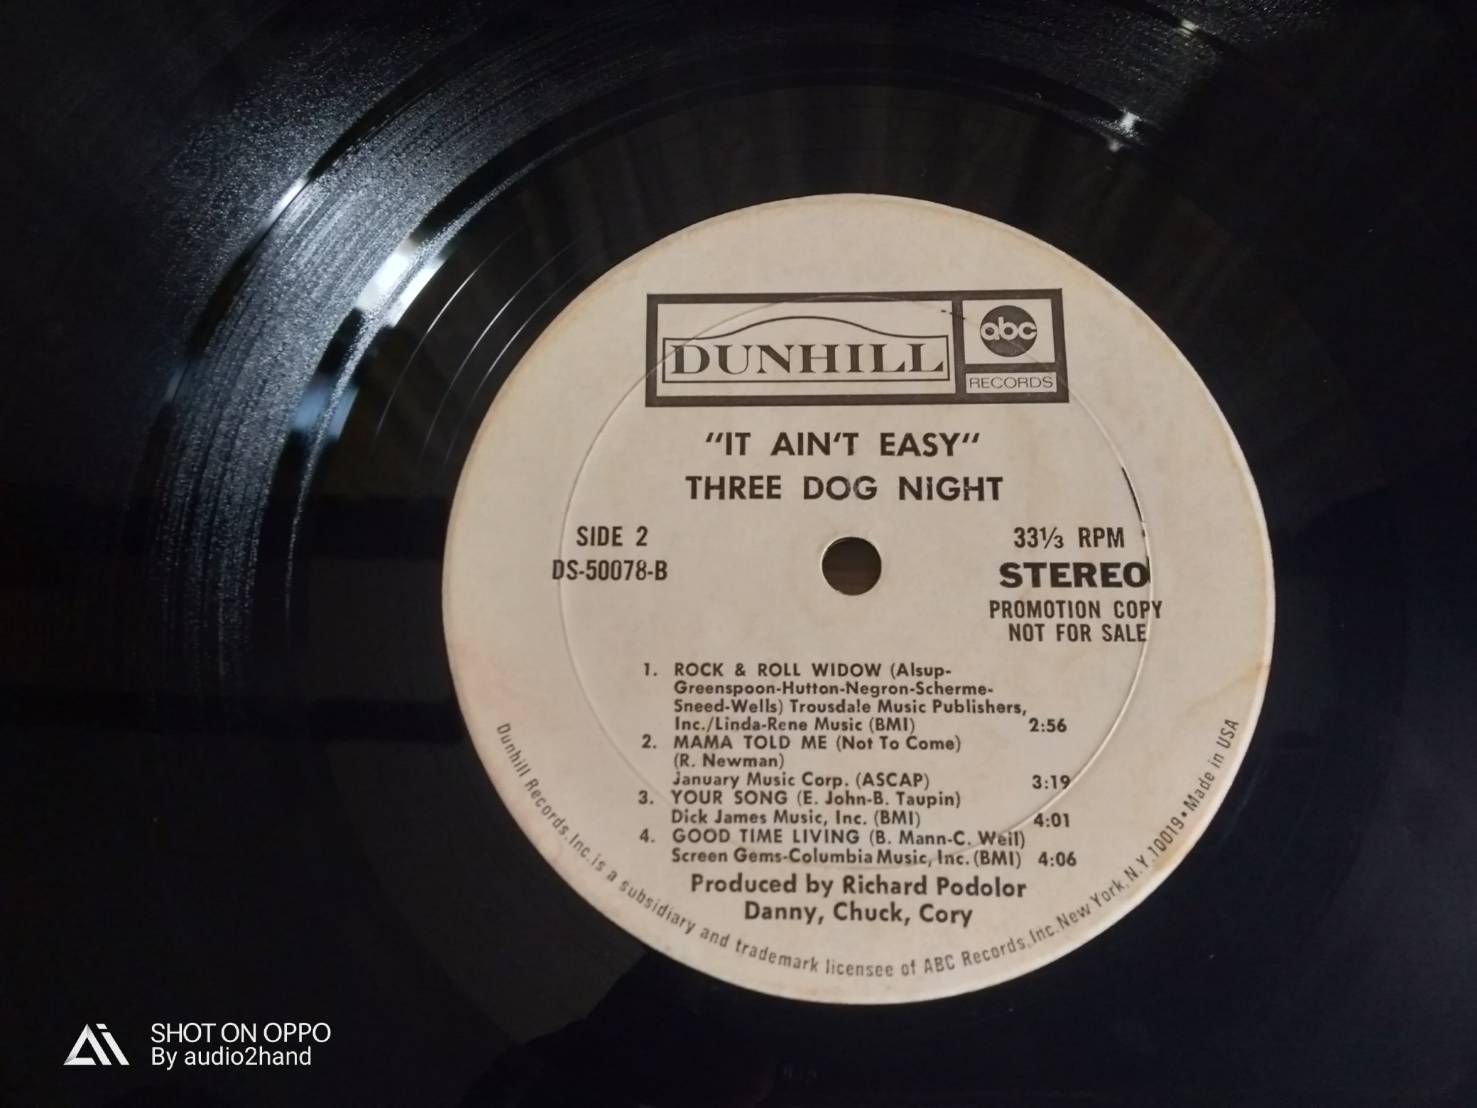 DUNHILL
abc
RECORDS
"IT AIN'T EASY"
THREE DOG NIGHT
SIDE 2
DS-50078-B
33⅓ RPM
STEREO
PROMOTION COPY
NOT FOR SALE
1. ROCK & ROLL WIDOW (Alsup-
Greenspoon-Hutton-Negron-Scherme-
Sneed-Wells) Trousdale Music Publishers,
Inc./Linda-Rene Music (BMI) 2:56
2. MAMA TOLD ME (Not To Come)
(R. Newman)
January Music Corp. (ASCAP) 3:19
3. YOUR SONG (E. John-B. Taupin)
Dick James Music, Inc. (BMI) 4:01
4. GOOD TIME LIVING (B. Mann-C. Weil)
Screen Gems-Columbia Music, Inc. (BMI) 4:06
Produced by Richard Podolor
Danny, Chuck, Cory
Dunhill Records, Inc. is a subsidiary and trademark licensee of ABC Records, Inc. New York, N.Y. 10019 • Made in USA
SHOT ON OPPO
By audio2hand